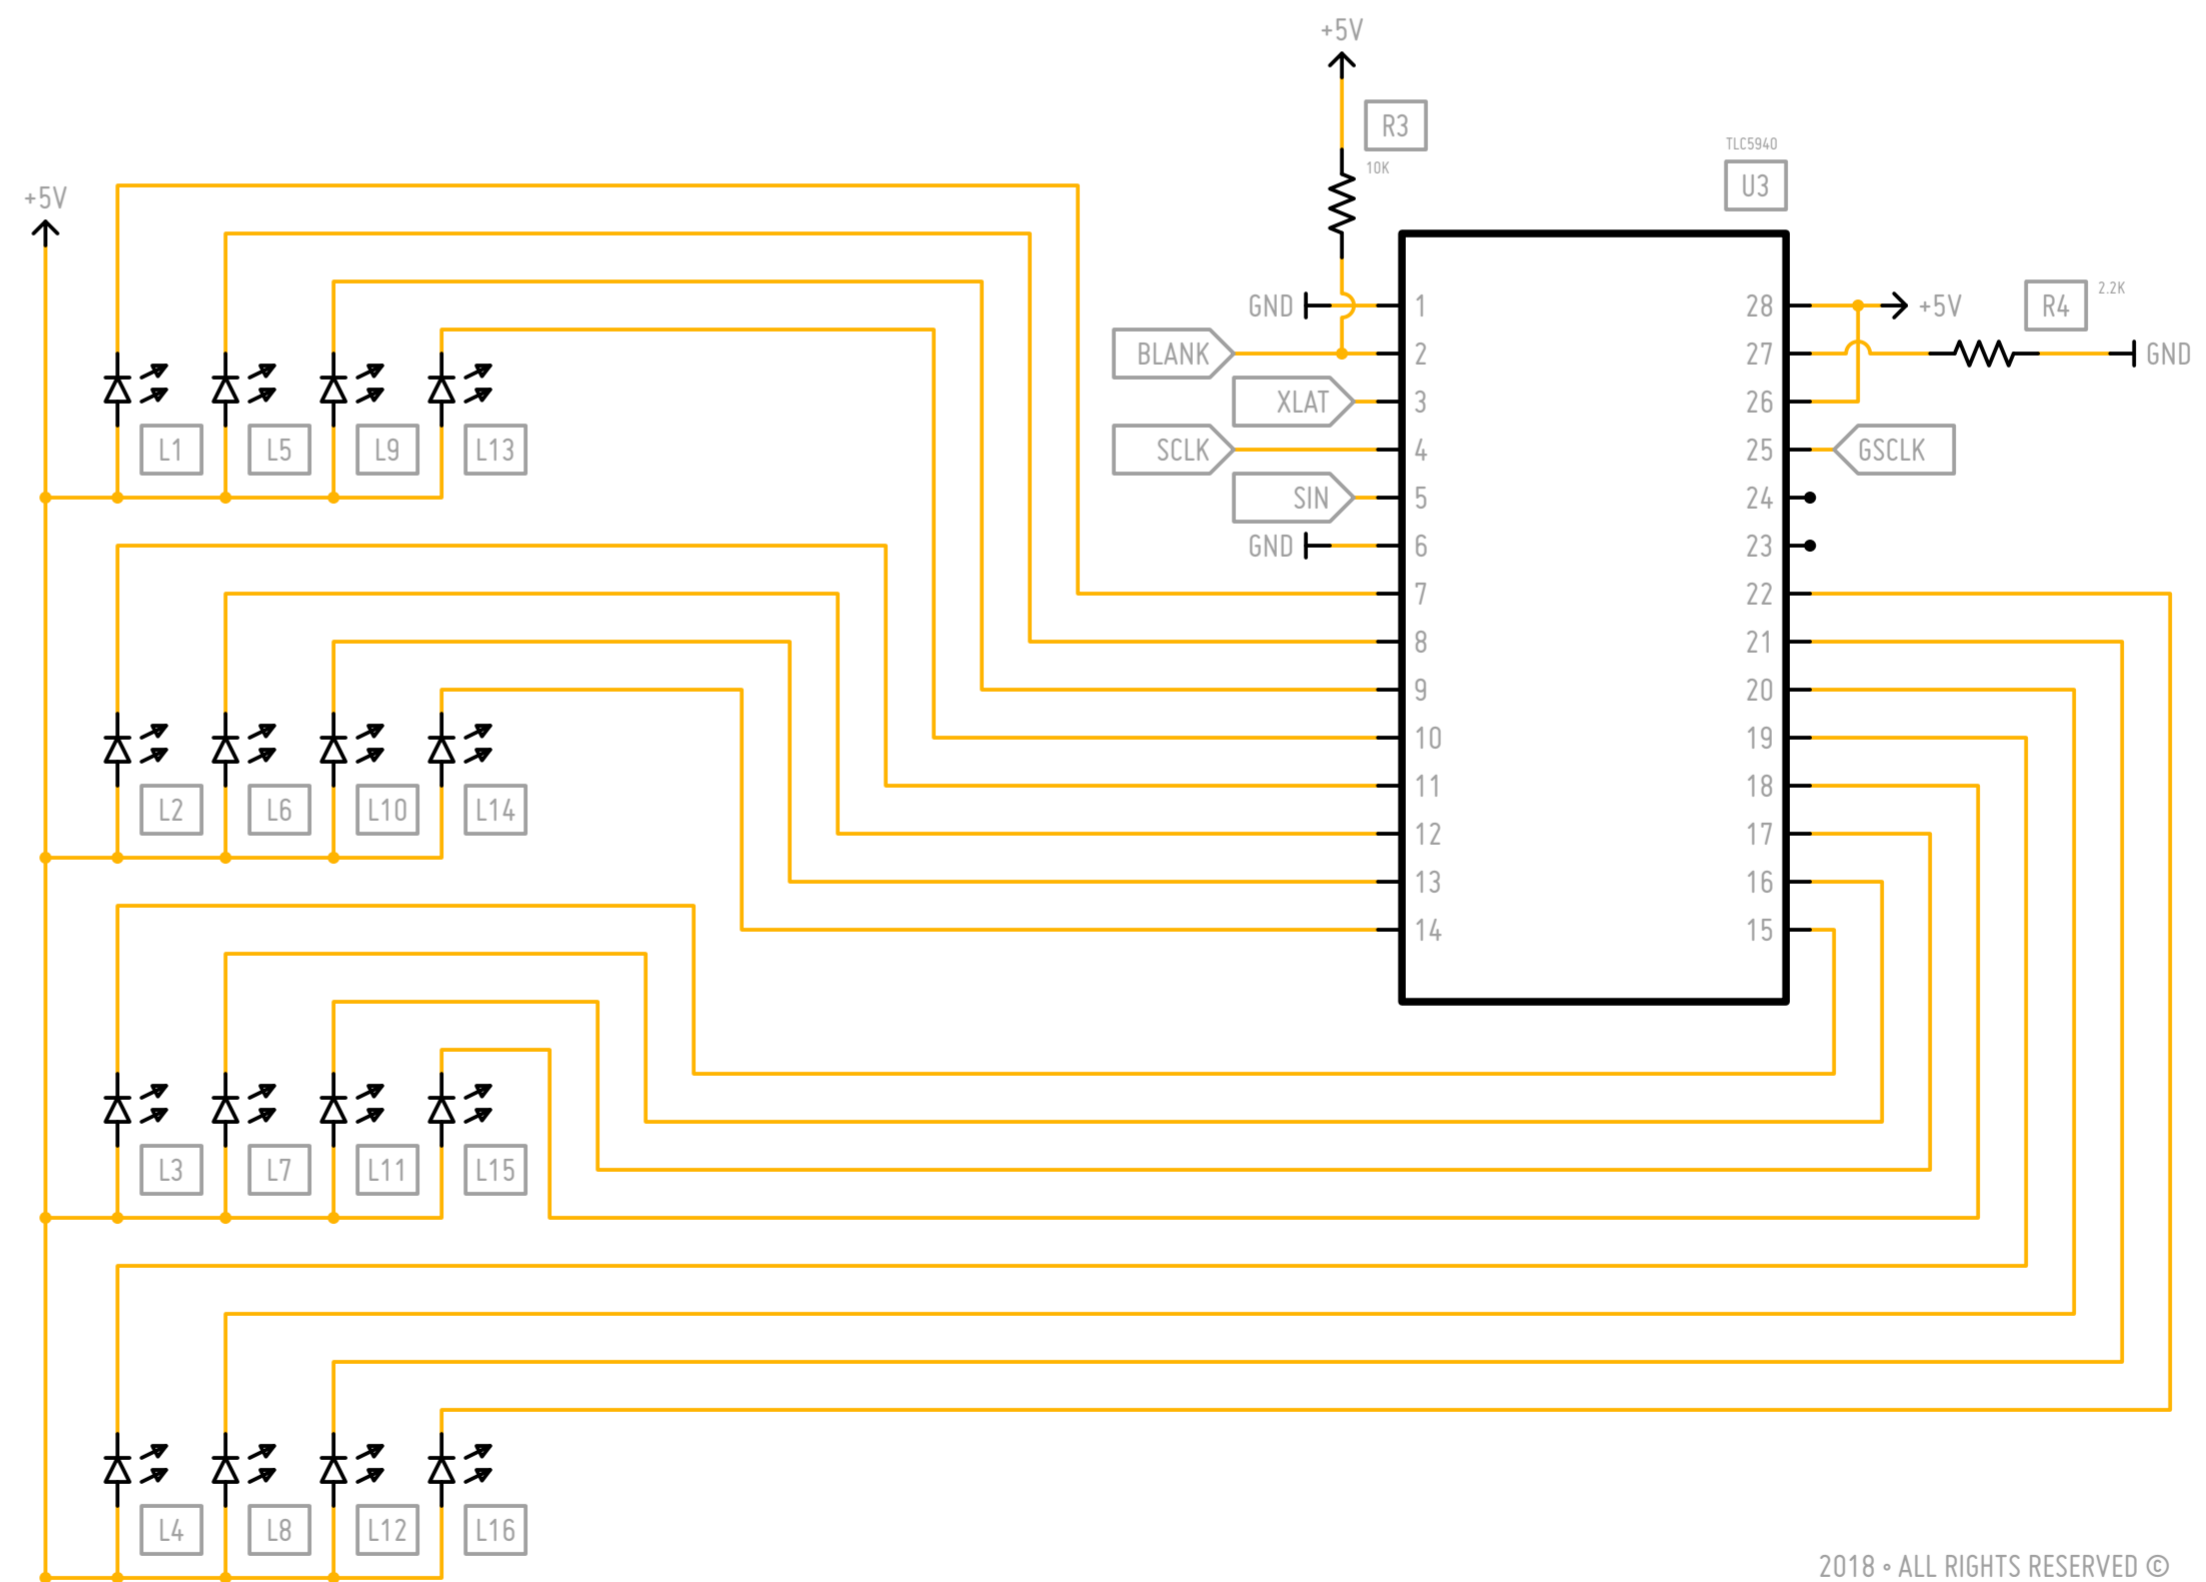 +5V
R3
10K
TLC5940
U3
+5V
GND
1
28
+5V
R4
2.2K
BLANK
2
27
GND
XLAT
3
26
L1
L5
L9
L13
SCLK
4
25
GSCLK
SIN
5
24
GND
6
23
7
22
8
21
9
20
10
19
11
18
L2
L6
L10
L14
12
17
13
16
14
15
L3
L7
L11
L15
L4
L8
L12
L16
2018 ∘ ALL RIGHTS RESERVED ©